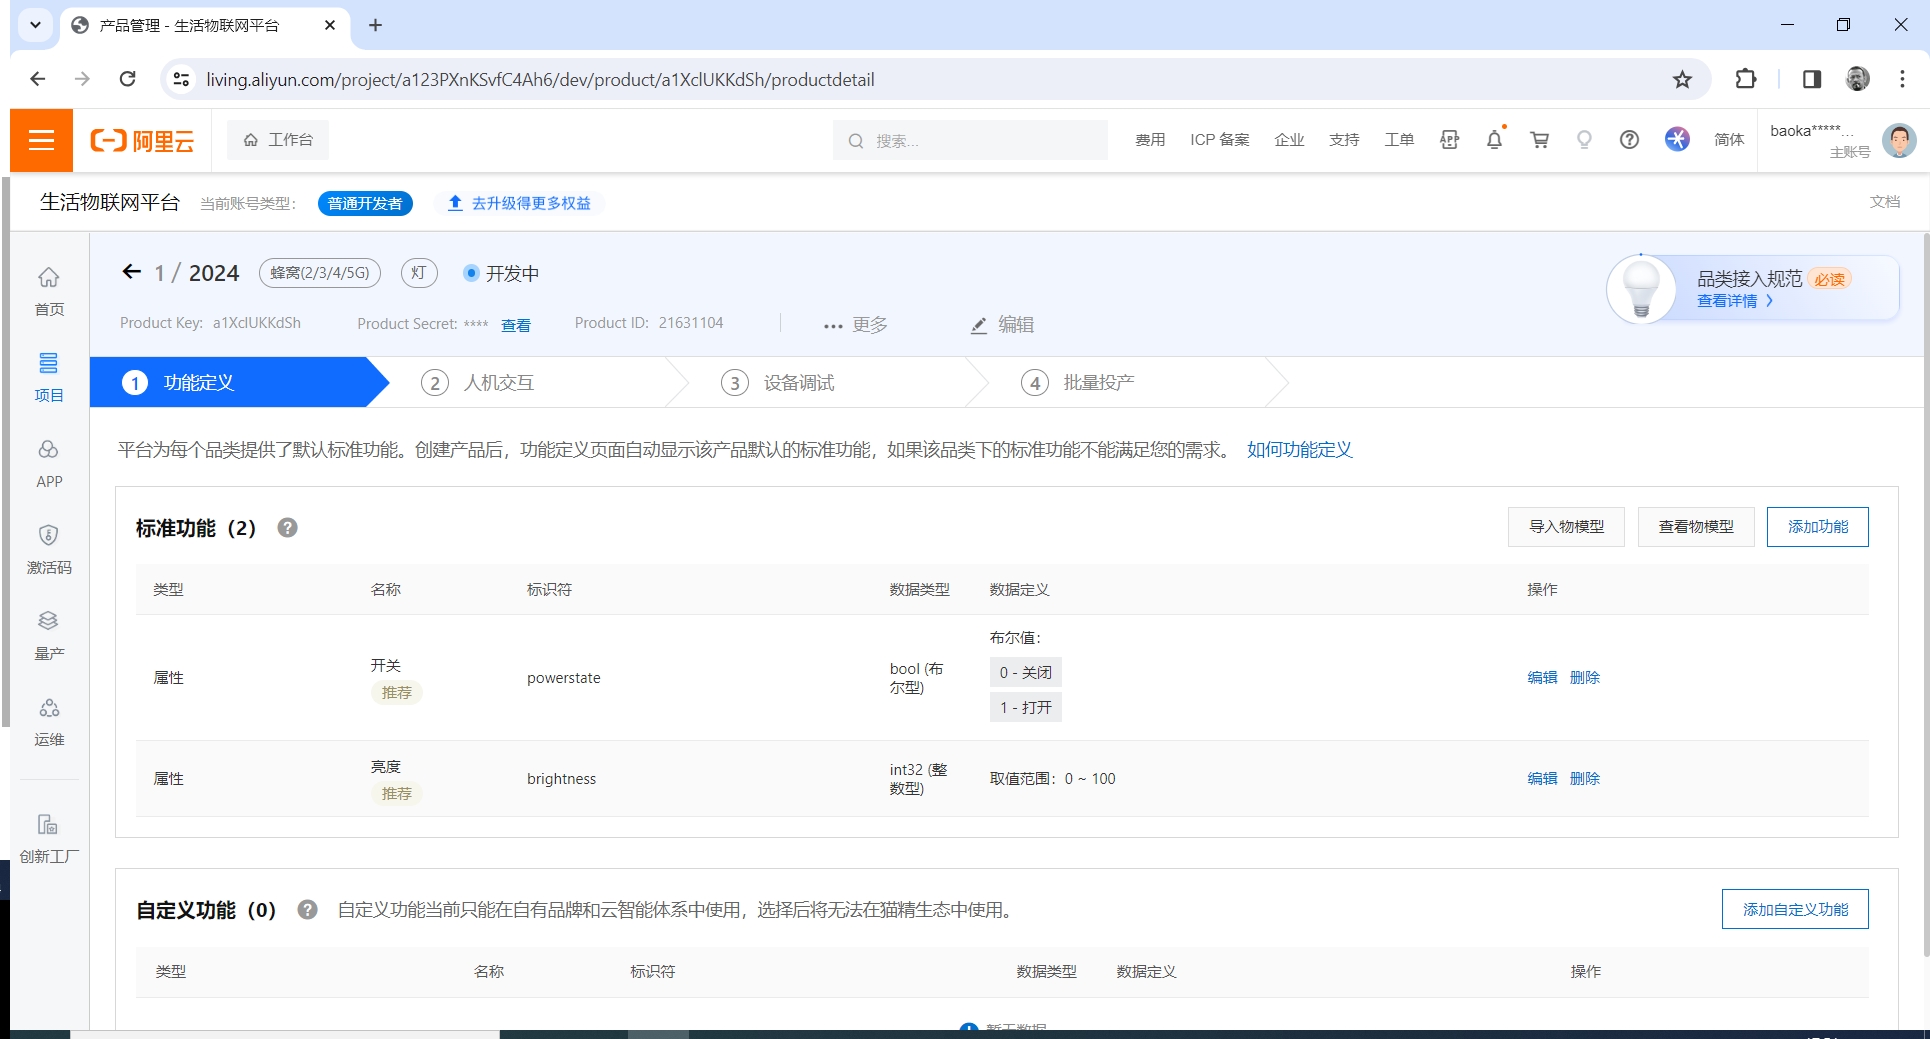 产品管理 - 生活物联网平台
living.aliyun.com/project/a123PXnKSvfC4Ah6/dev/product/a1XclUKKdSh/productdetail
阿里云
工作台
搜索...
费用
ICP 备案
企业
支持
工单
简体
baoka*****...
主账号
生活物联网平台
当前账号类型:
普通开发者
去升级得更多权益
文档
首页
项目
APP
激活码
量产
运维
创新工厂
1 / 2024
蜂窝(2/3/4/5G)
灯
开发中
Product Key: a1XclUKKdSh
Product Secret: ****
查看
Product ID: 21631104
更多
编辑
品类接入规范
必读
查看详情
1 功能定义
2 人机交互
3 设备调试
4 批量投产
平台为每个品类提供了默认标准功能。创建产品后，功能定义页面自动显示该产品默认的标准功能，如果该品类下的标准功能不能满足您的需求。 如何功能定义
标准功能（2）
导入物模型
查看物模型
添加功能
类型 名称 标识符 数据类型 数据定义 操作
属性
开关
推荐
powerstate
bool (布
尔型)
布尔值：
0 - 关闭
1 - 打开
编辑 删除
属性
亮度
推荐
brightness
int32 (整
数型)
取值范围：0 ~ 100
编辑 删除
自定义功能（0）
自定义功能当前只能在自有品牌和云智能体系中使用，选择后将无法在猫精生态中使用。
添加自定义功能
类型 名称 标识符 数据类型 数据定义 操作